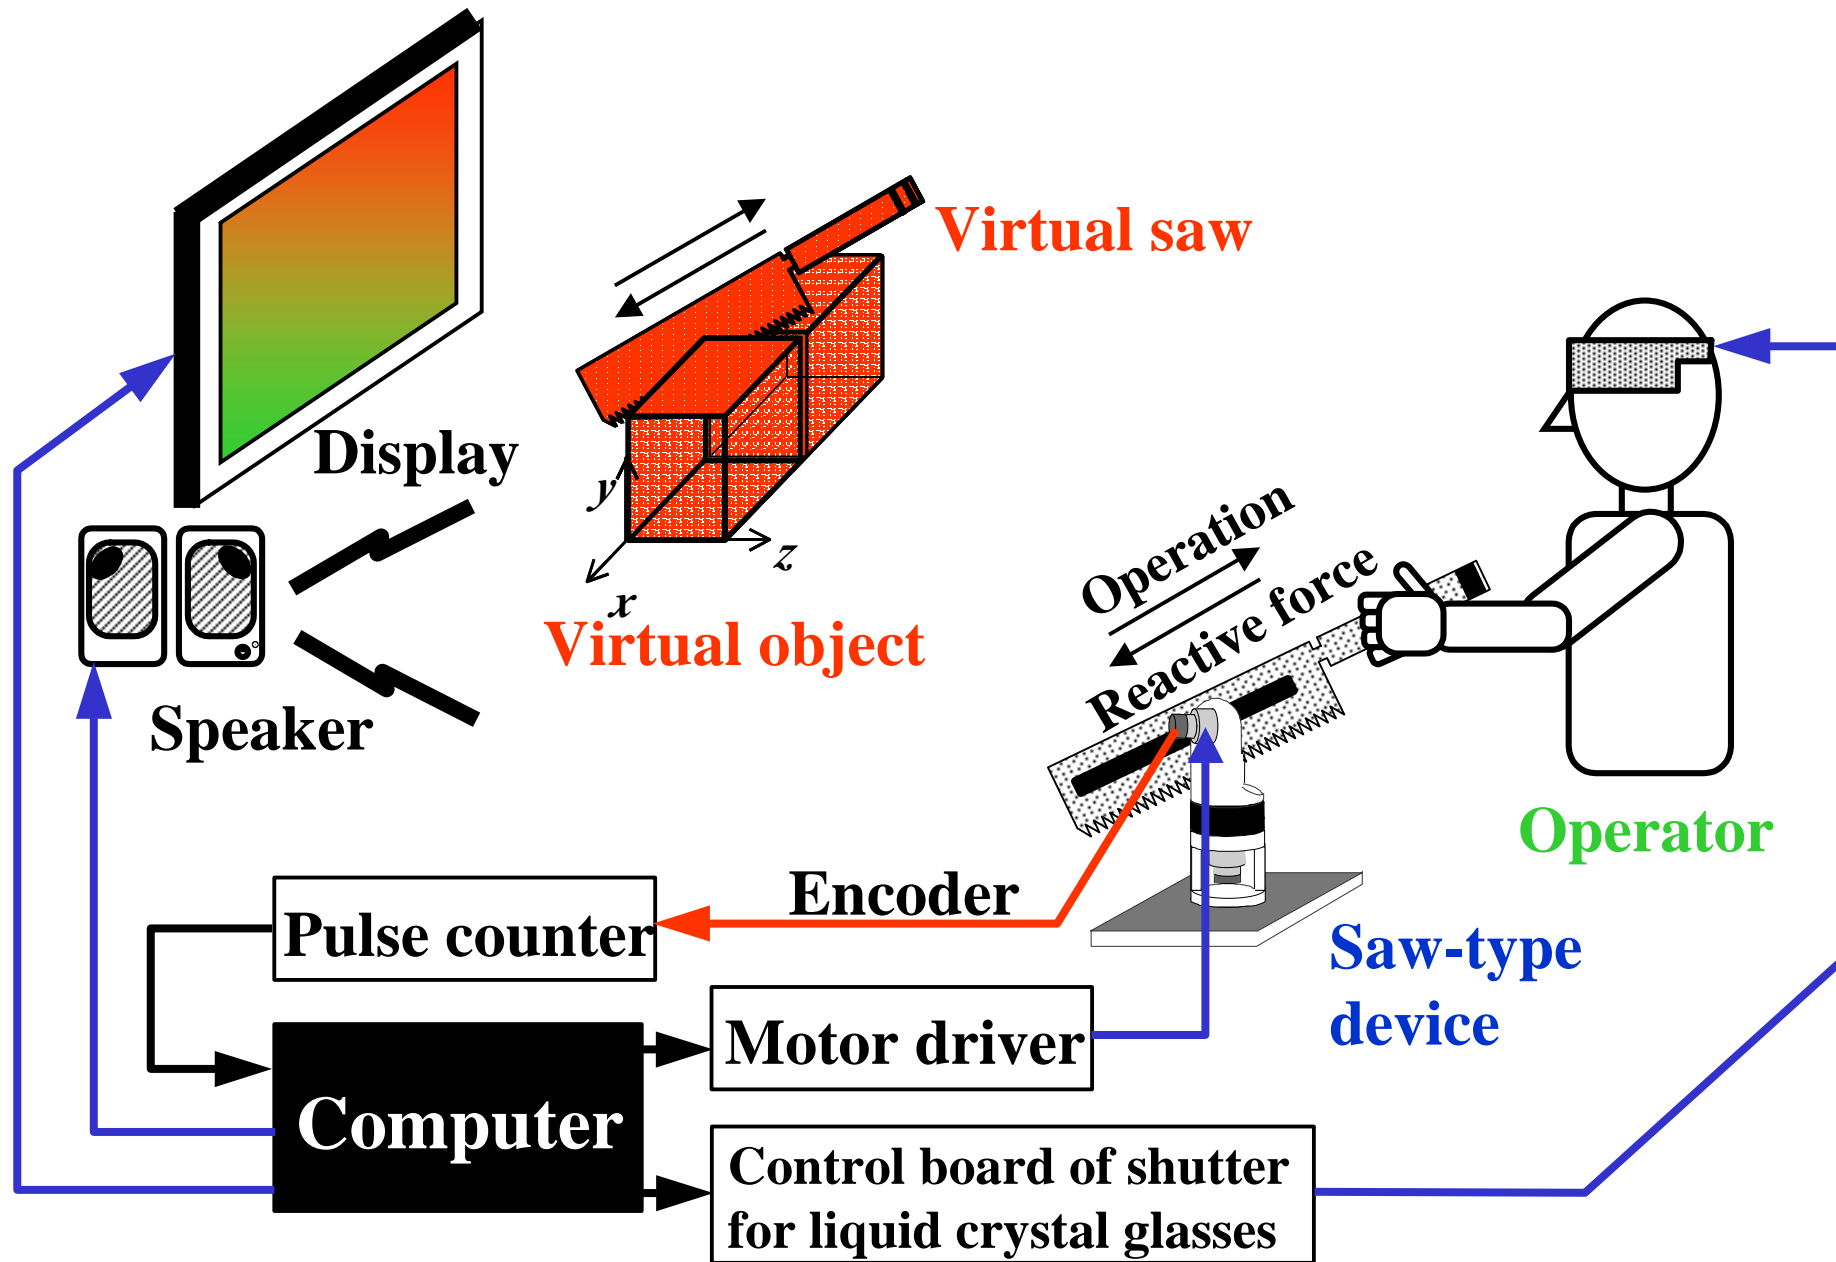 Virtual saw
Display
y
z
x
Virtual object
Operation
Reactive force
Speaker
Operator
Encoder
Pulse counter
Saw-type
device
Motor driver
Computer
Control board of shutter
for liquid crystal glasses